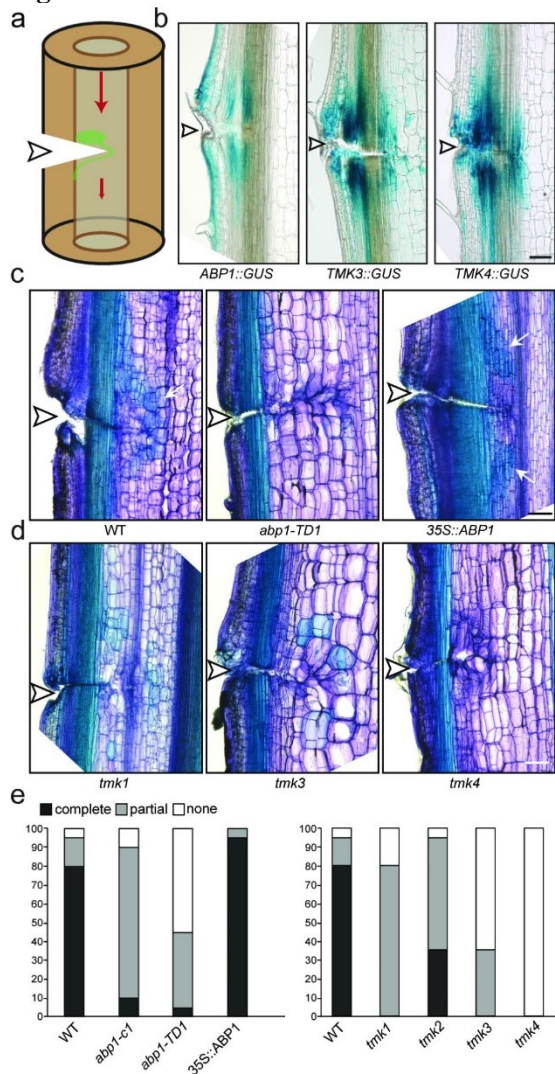 a
b
ABP1::GUS TMK3::GUS TMK4::GUS
c
WT abp1-TD1 35S::ABP1
d
tmk1 tmk3 tmk4
e
complete partial none
100 100
90 90
80 80
70 70
60 60
50 50
40 40
30 30
20 20
10 10
0 0
WT abp1-c1 abp1-TD1 35S::ABP1 WT tmk1 tmk2 tmk3 tmk4